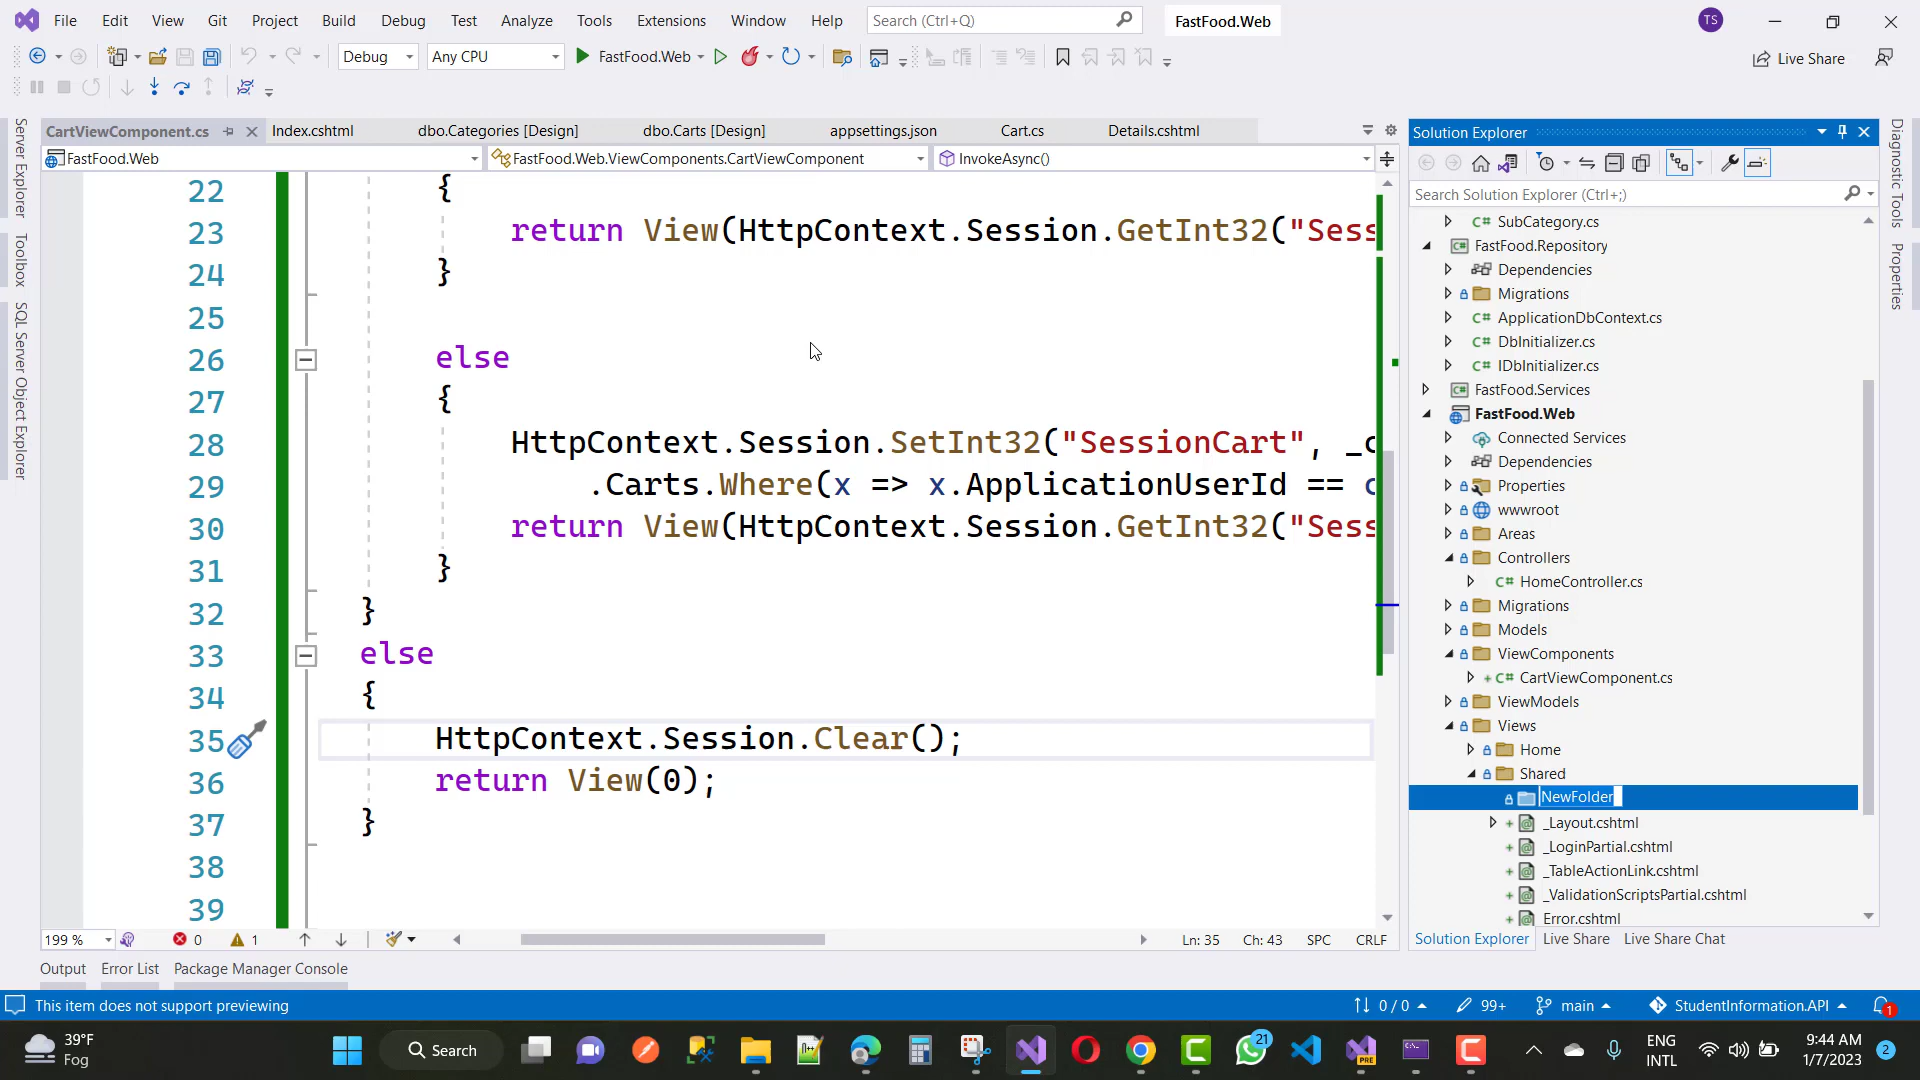 File Edit View Git Project Build Debug Test Analyze Tools Extensions Window Help Search (Ctrl+Q) FastFood.Web TS
Debug Any CPU FastFood.Web Live Share
CartViewComponent.cs Index.cshtml dbo.Categories [Design] dbo.Carts [Design] appsettings.json Cart.cs Details.cshtml
FastFood.Web FastFood.Web.ViewComponents.CartViewComponent InvokeAsync()
Server Explorer
Toolbox
SQL Server Object Explorer
22 {
23 return View(HttpContext.Session.GetInt32("Sess
24 }
25
26 else
27 {
28 HttpContext.Session.SetInt32("SessionCart", _c
29 .Carts.Where(x => x.ApplicationUserId == c
30 return View(HttpContext.Session.GetInt32("Sess
31 }
32 }
33 else
34 {
35 HttpContext.Session.Clear();
36 return View(0);
37 }
38
39
199 % 0 1 Ln: 35 Ch: 43 SPC CRLF
Solution Explorer
Search Solution Explorer (Ctrl+;)
C# SubCategory.cs
C# FastFood.Repository
Dependencies
Migrations
C# ApplicationDbContext.cs
C# DbInitializer.cs
C# IDbInitializer.cs
C# FastFood.Services
FastFood.Web
Connected Services
Dependencies
Properties
wwwroot
Areas
Controllers
C# HomeController.cs
Migrations
Models
ViewComponents
+ C# CartViewComponent.cs
ViewModels
Views
Home
Shared
NewFolder
+ _Layout.cshtml
+ _LoginPartial.cshtml
+ _TableActionLink.cshtml
+ _ValidationScriptsPartial.cshtml
+ Error.cshtml
Solution Explorer Live Share Live Share Chat
Diagnostic Tools
Properties
Output Error List Package Manager Console
This item does not support previewing 0 / 0 99+ main StudentInformation.API 1
39°F
Fog
Search
21
PRE
ENG
INTL
9:44 AM
1/7/2023
2